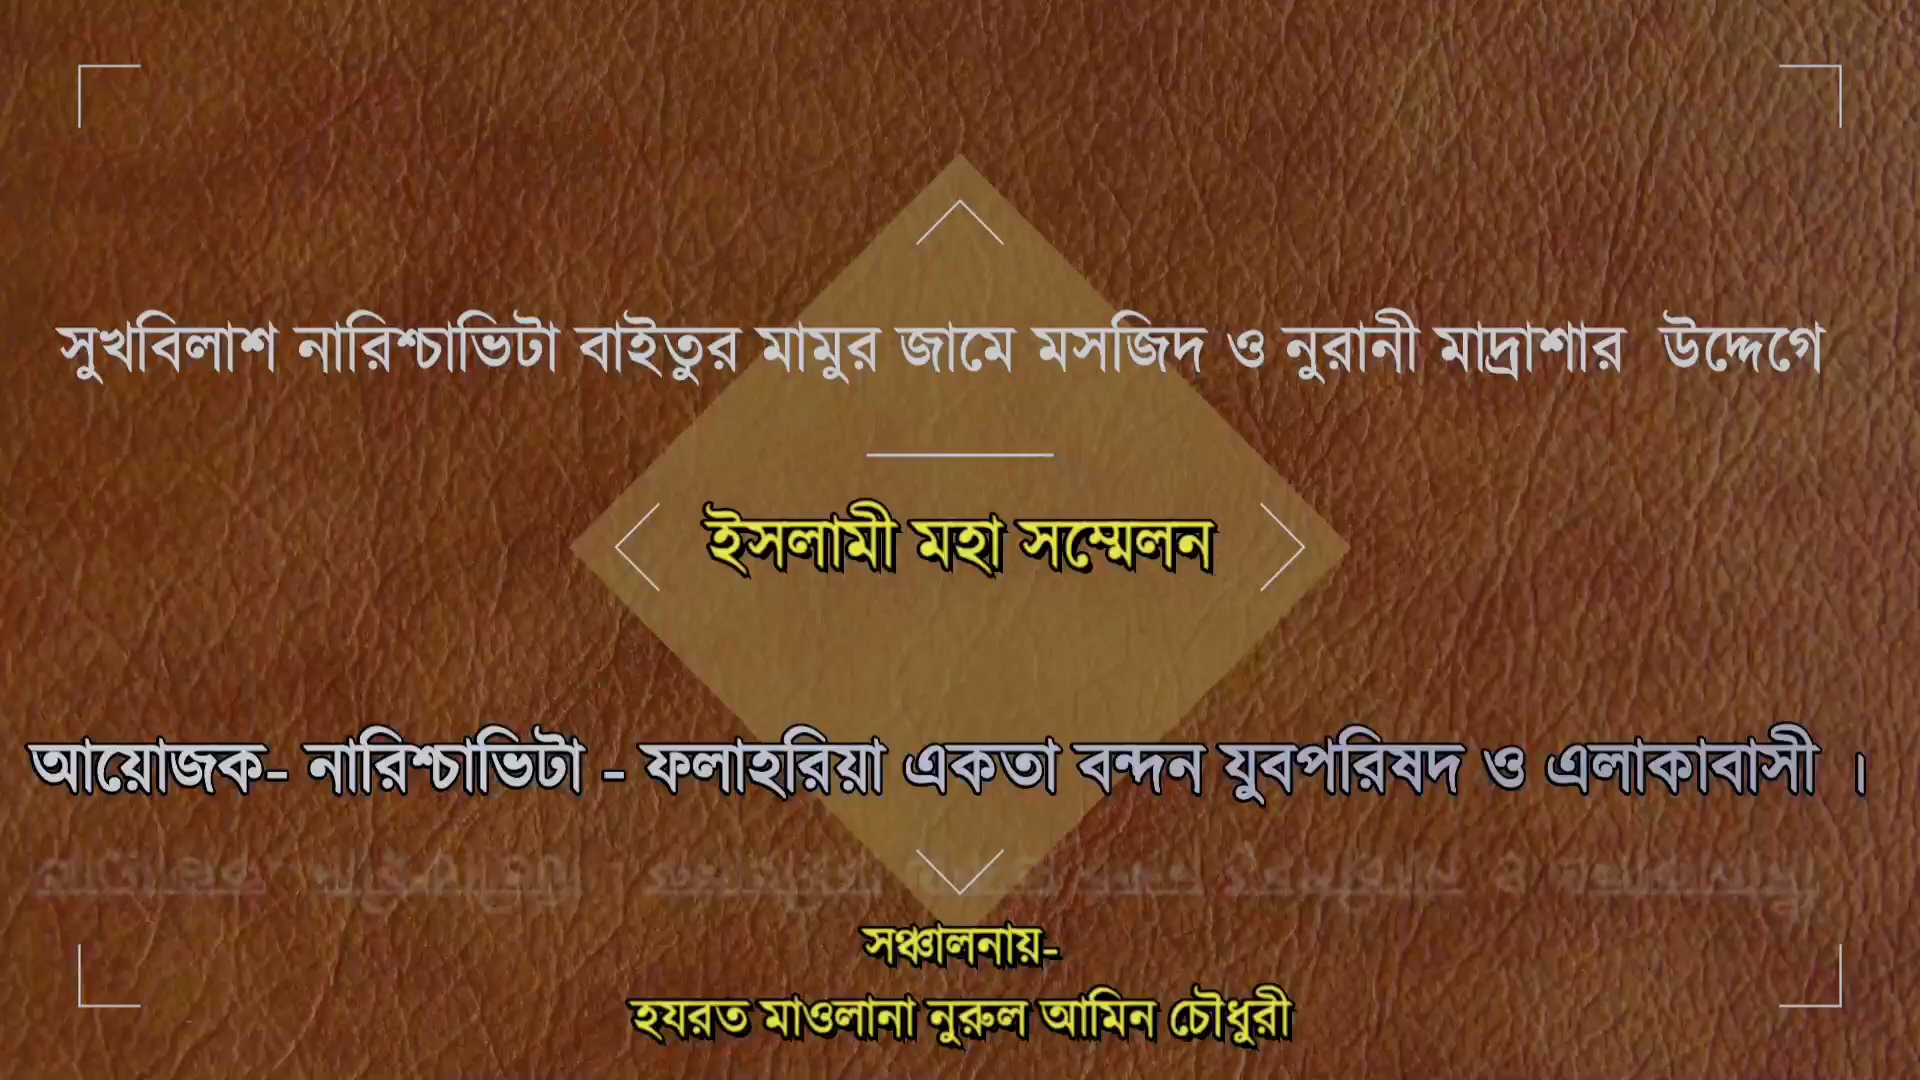 সুখবিলাশ নারিশ্চাভিটা বাইতুর মামুর জামে মসজিদ ও নুরানী মাদ্রাশার উদ্দেগে
ইসলামী মহা সম্মেলন
আয়োজক- নারিশ্চাভিটা - ফলাহরিয়া একতা বন্দন যুবপরিষদ ও এলাকাবাসী ।
সঞ্চালনায়-
হযরত মাওলানা নুরুল আমিন চৌধুরী